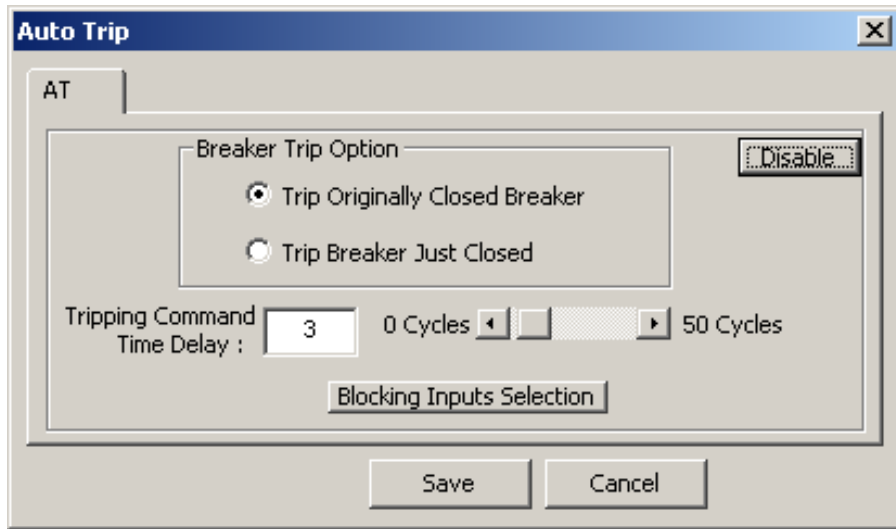 Auto Trip
AT
Breaker Trip Option
Disable
Trip Originally Closed Breaker
Trip Breaker Just Closed
Tripping Command
Time Delay :
3
0 Cycles
50 Cycles
Blocking Inputs Selection
Save
Cancel